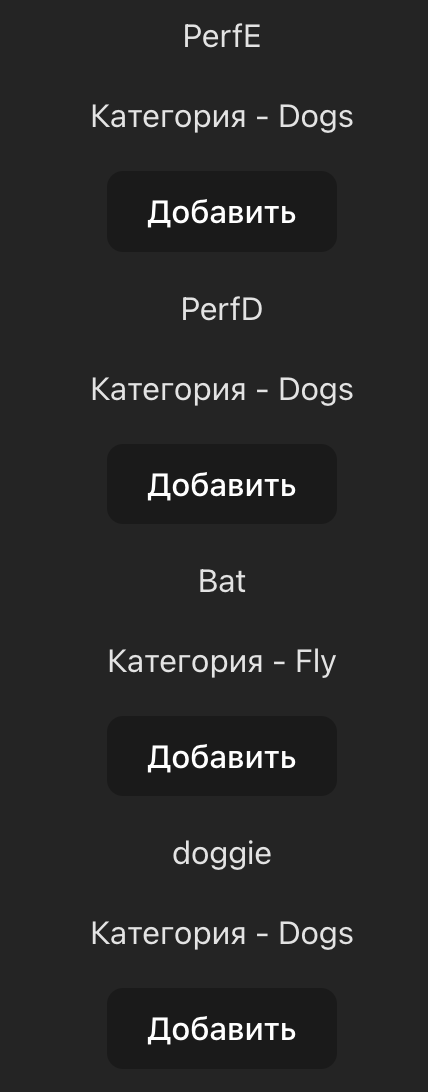 PerfE
Категория - Dogs
Добавить
PerfD
Категория - Dogs
Добавить
Bat
Категория - Fly
Добавить
doggie
Категория - Dogs
Добавить